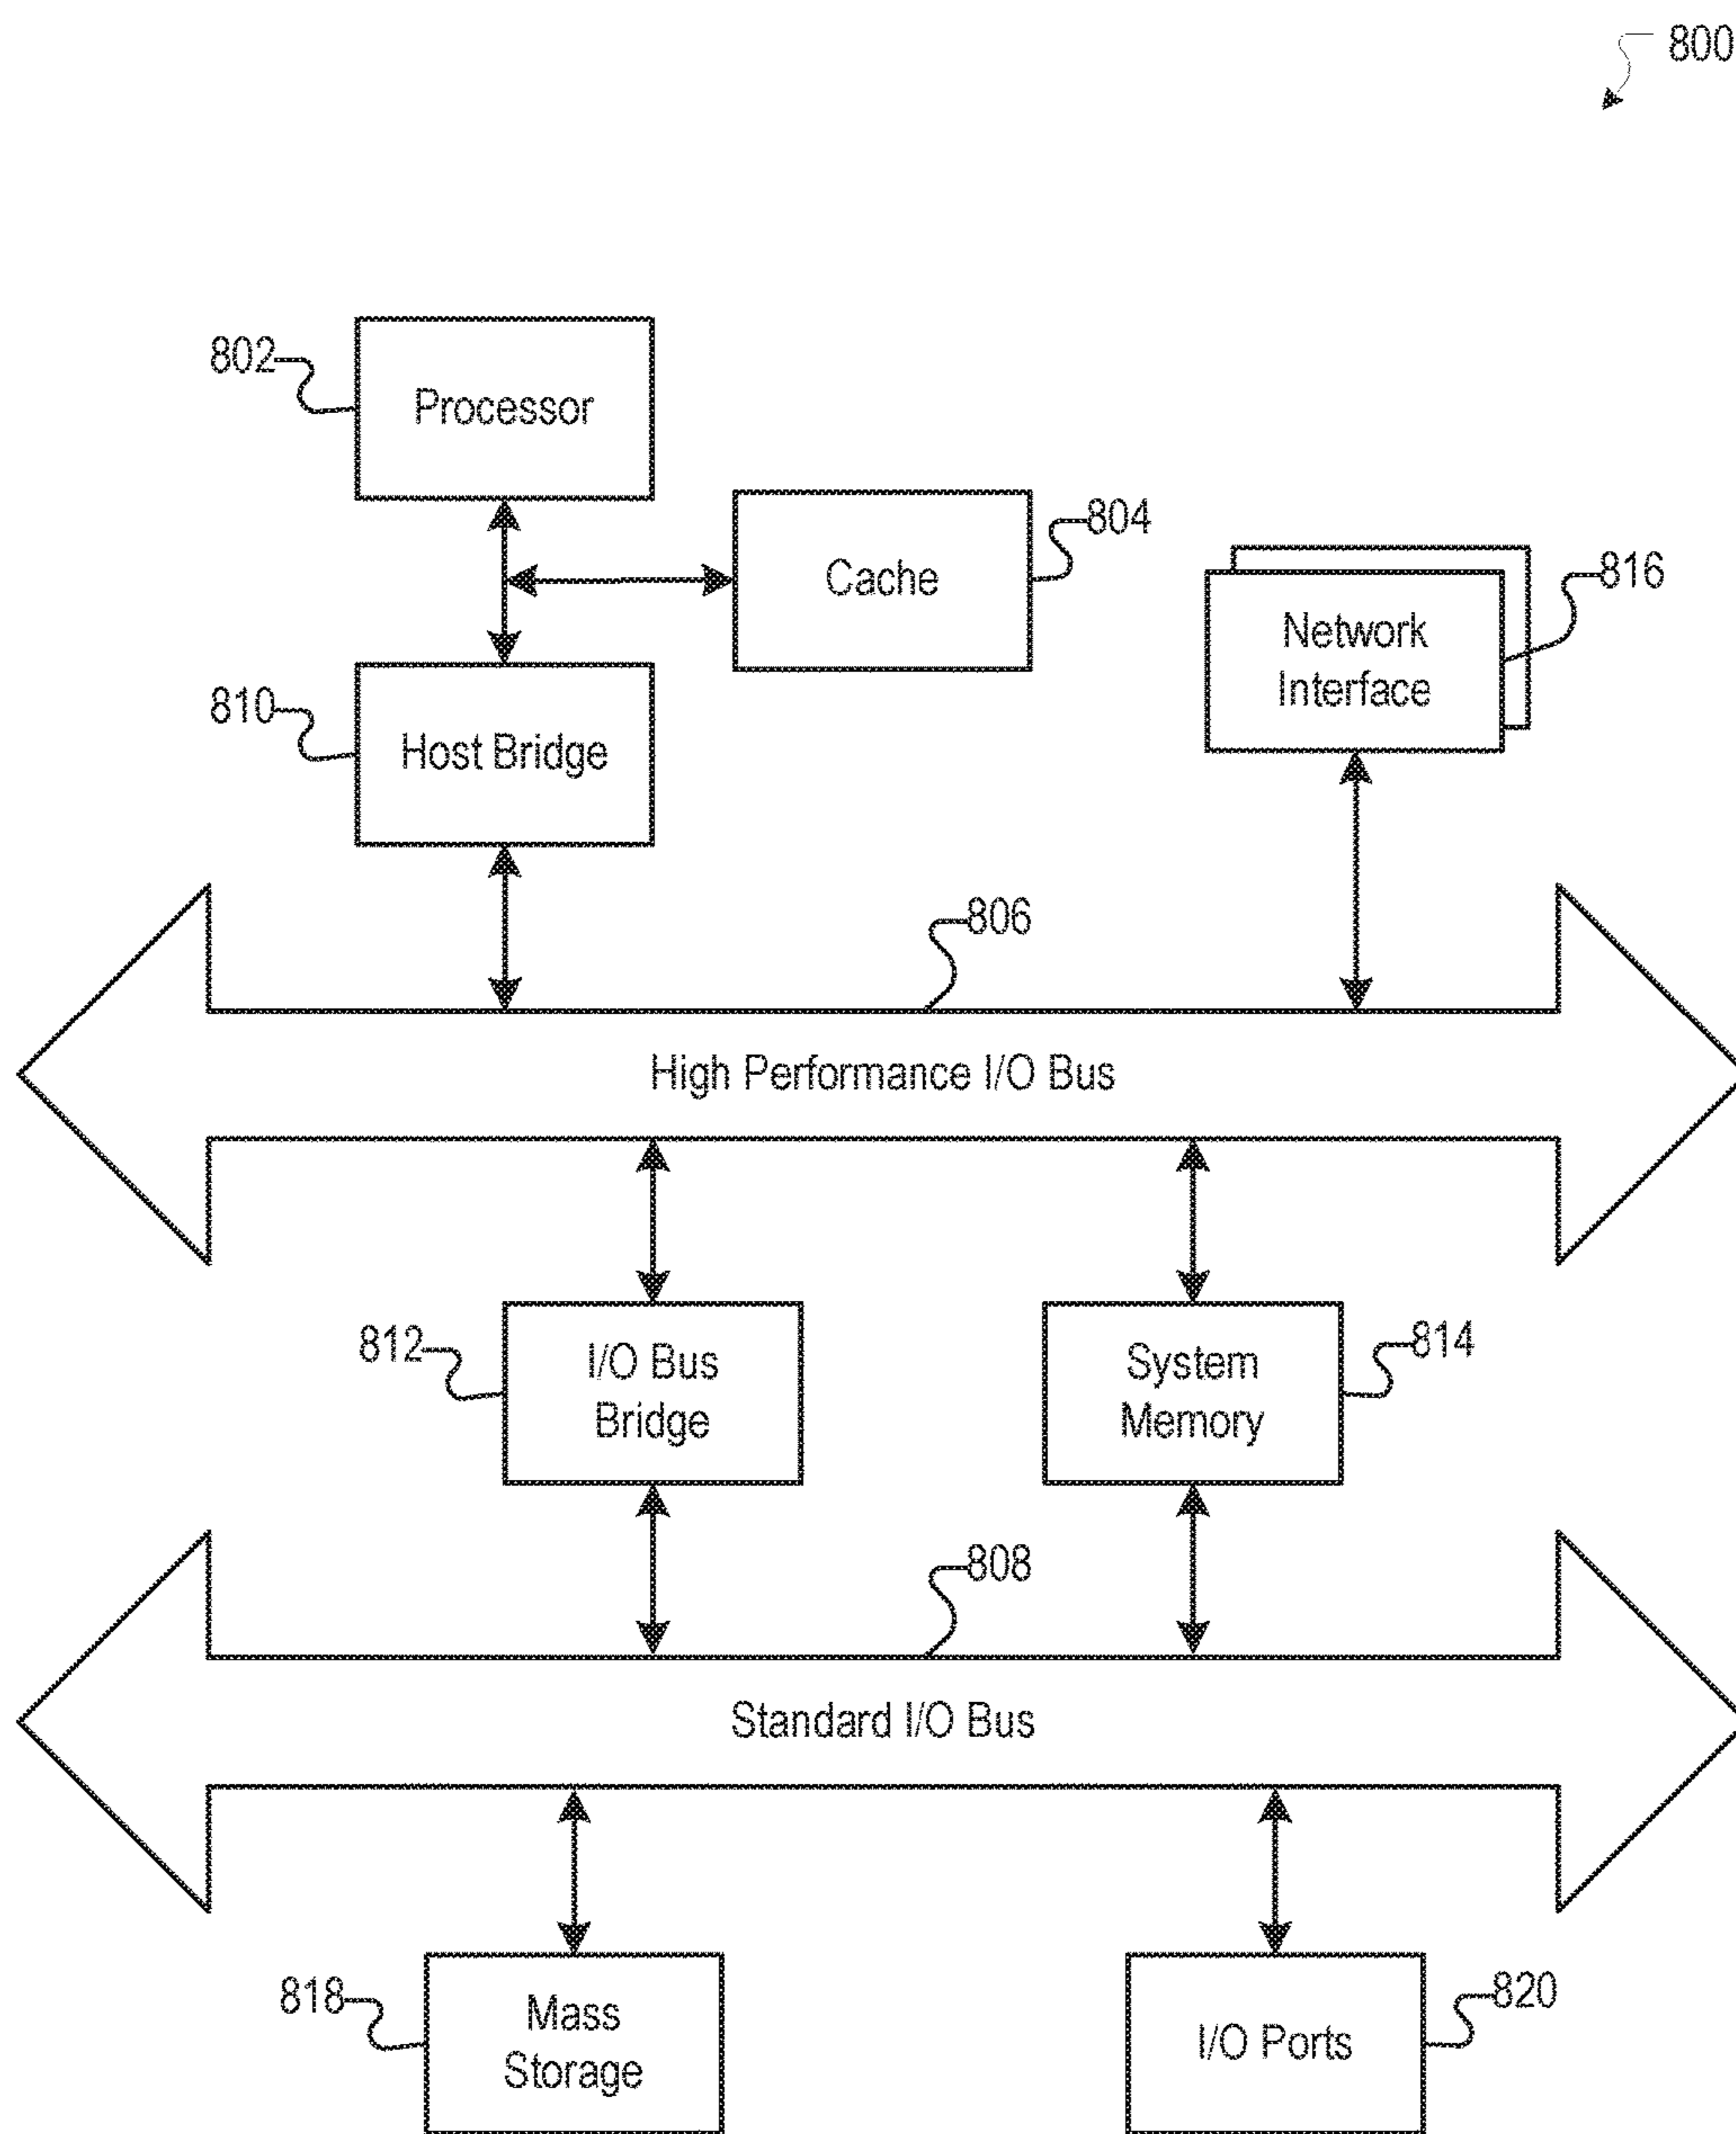 800
802
Processor
804
Cache
816
Network
Interface
810
Host Bridge
806
High Performance I/O Bus
812
I/O Bus
Bridge
System
Memory
814
808
Standard I/O Bus
818
Mass
Storage
820
I/O Ports